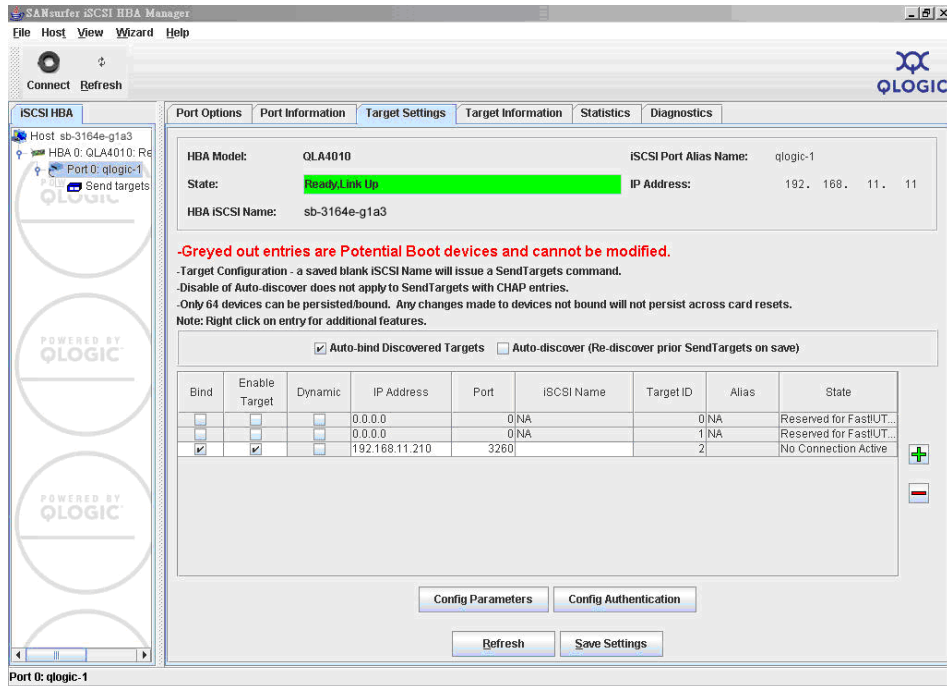 SANsurfer iSCSI HBA Manager
File Host View Wizard Help
Connect Refresh
QLOGIC
iSCSI HBA
Host sb-3164e-g1a3
HBA 0: QLA4010: Re
Port 0: qlogic-1
Send targets
QLOGIC
POWERED BY
QLOGIC
POWERED BY
QLOGIC
Port Options Port Information Target Settings Target Information Statistics Diagnostics
HBA Model: QLA4010 iSCSI Port Alias Name: qlogic-1
State: Ready,Link Up IP Address: 192. 168. 11. 11
HBA iSCSI Name: sb-3164e-g1a3
-Greyed out entries are Potential Boot devices and cannot be modified.
-Target Configuration - a saved blank iSCSI Name will issue a SendTargets command.
-Disable of Auto-discover does not apply to SendTargets with CHAP entries.
-Only 64 devices can be persisted/bound. Any changes made to devices not bound will not persist across card resets.
Note: Right click on entry for additional features.
Auto-bind Discovered Targets Auto-discover (Re-discover prior SendTargets on save)
Bind Enable Target Dynamic IP Address Port iSCSI Name Target ID Alias State
0.0.0.0 0 NA 0 NA Reserved for Fast!UT...
0.0.0.0 0 NA 1 NA Reserved for Fast!UT...
192.168.11.210 3260 2 No Connection Active
Config Parameters Config Authentication
Refresh Save Settings
Port 0: qlogic-1